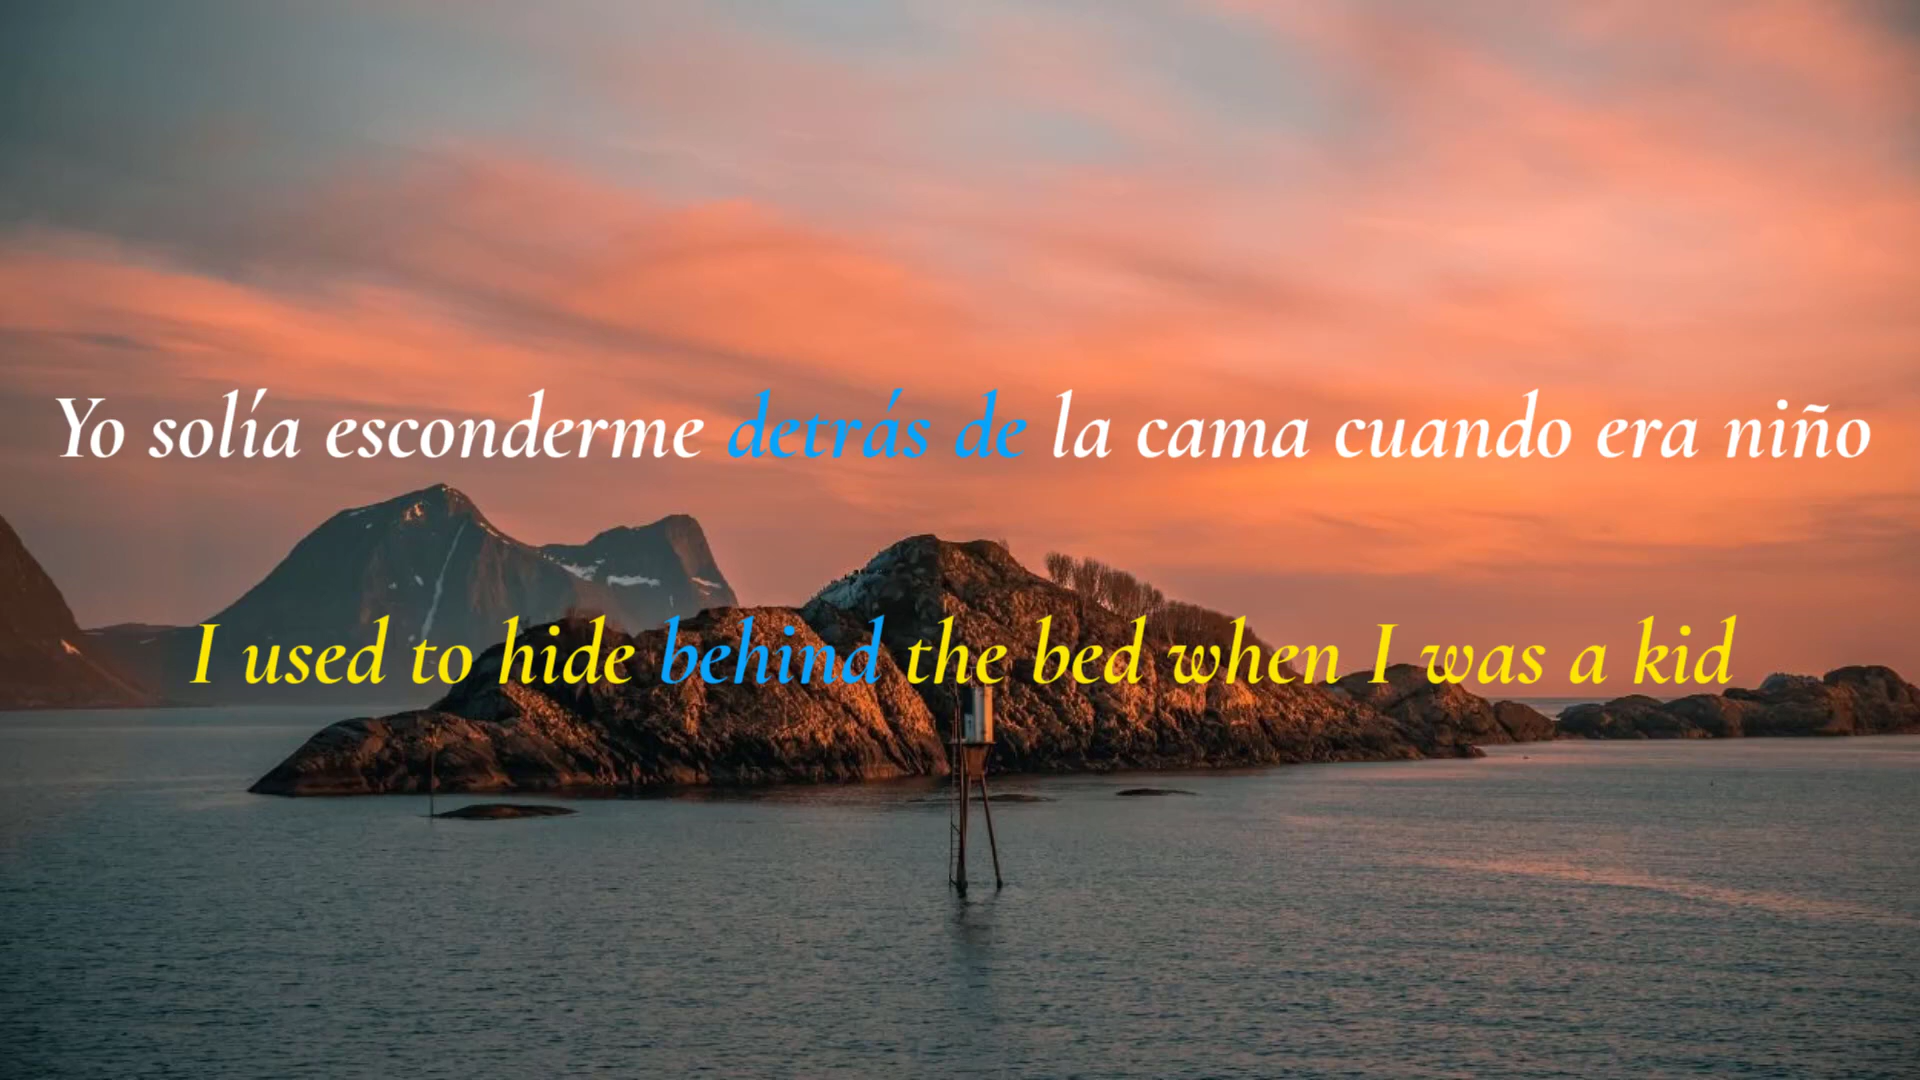 Yo solía esconderme detrás de la cama cuando era niño
I used to hide behind the bed when I was a kid